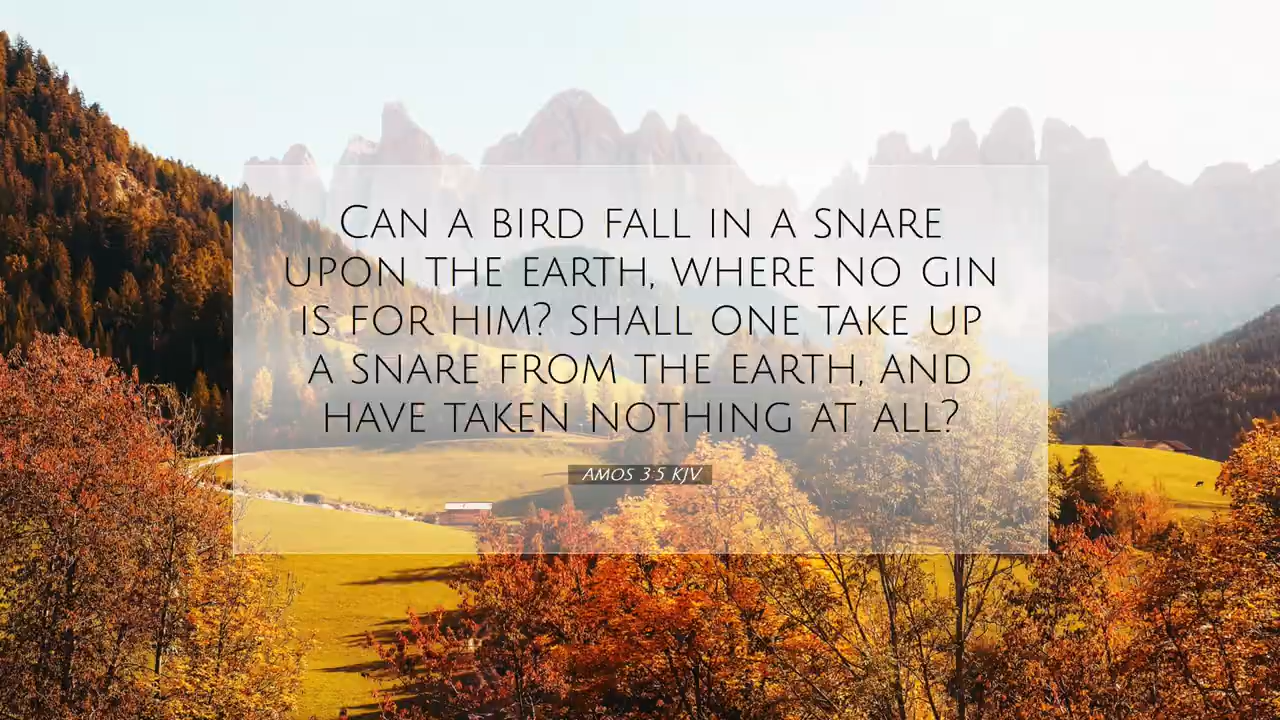 Can a bird fall in a snare
upon the earth, where no gin
is for him? shall one take up
a snare from the earth, and
have taken nothing at all?
Amos 3:5 KJV